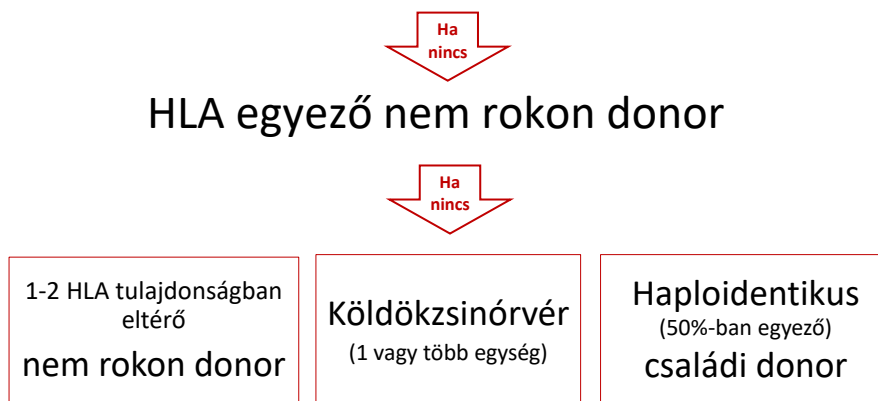 Ha
nincs
HLA egyező nem rokon donor
Ha
nincs
1-2 HLA tulajdonságban
eltérő
nem rokon donor
Köldökzsinórvér
(1 vagy több egység)
Haploidentikus
(50%-ban egyező)
családi donor